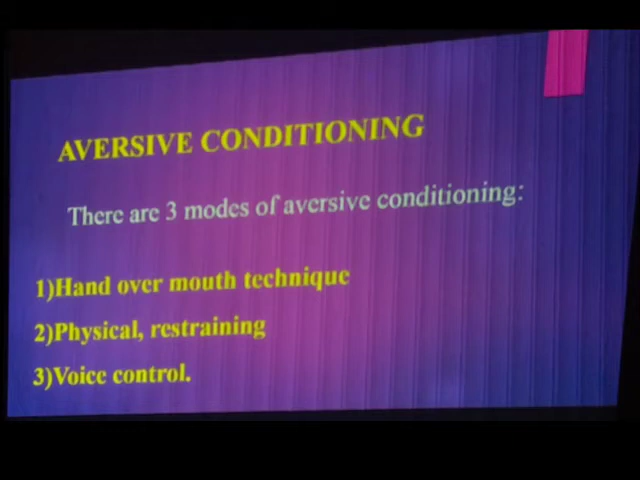 AVERSIVE CONDITIONING
There are 3 modes of aversive conditioning:
1)Hand over mouth technique
2)Physical, restraining
3)Voice control.